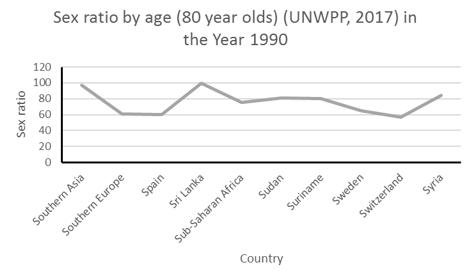 Sex ratio by age (80 year olds) (UNWPP, 2017) in
the Year 1990
120
100
80
60
40
20
0
Sex ratio
Southern Asia
Southern Europe
Spain
Sri Lanka
Sub-Saharan Africa
Sudan
Suriname
Sweden
Switzerland
Syria
Country